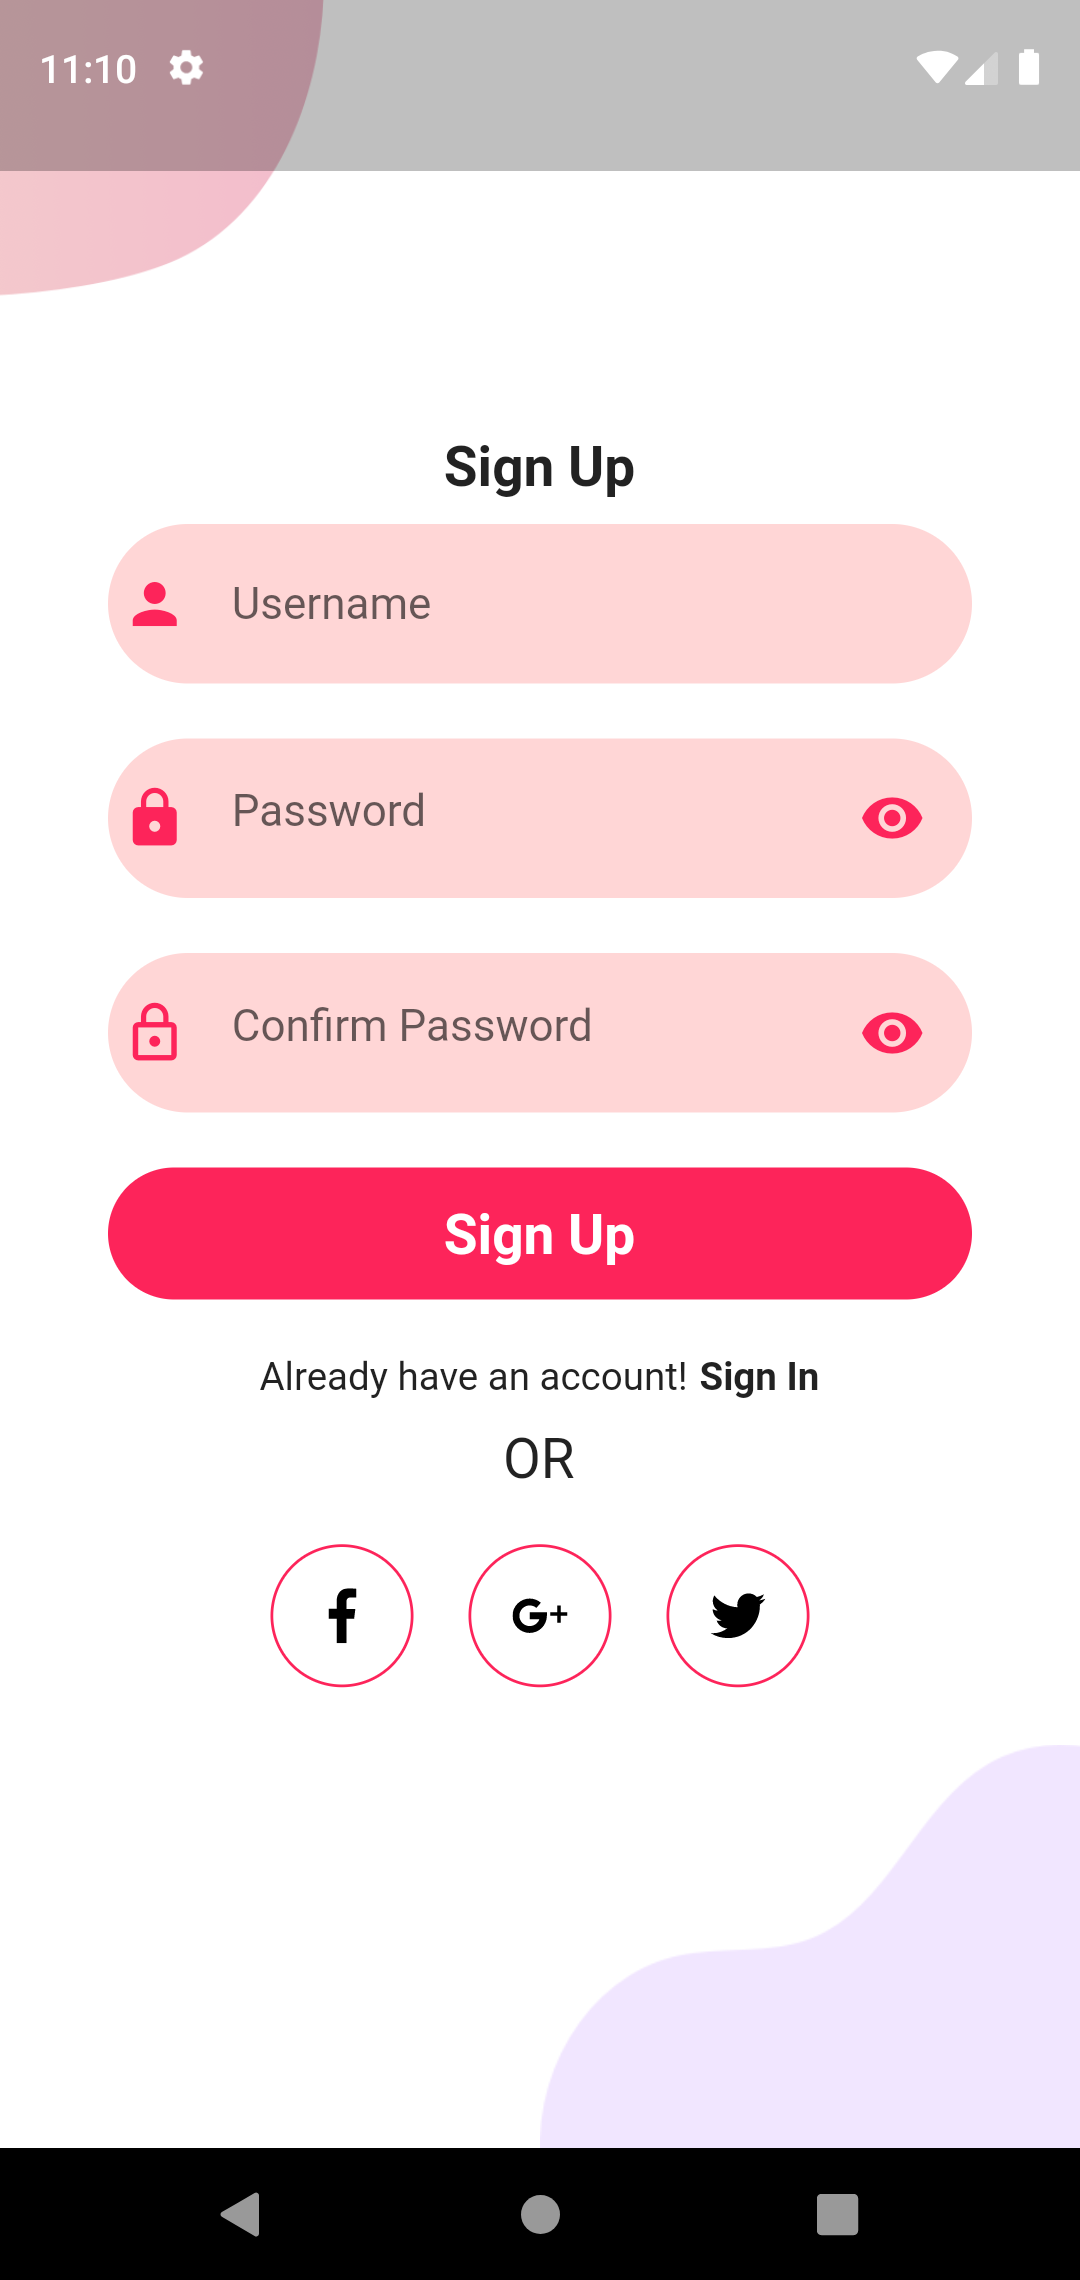 11:10
Sign Up
Username
Password
Confirm Password
Sign Up
Already have an account! Sign In
OR
f
G+